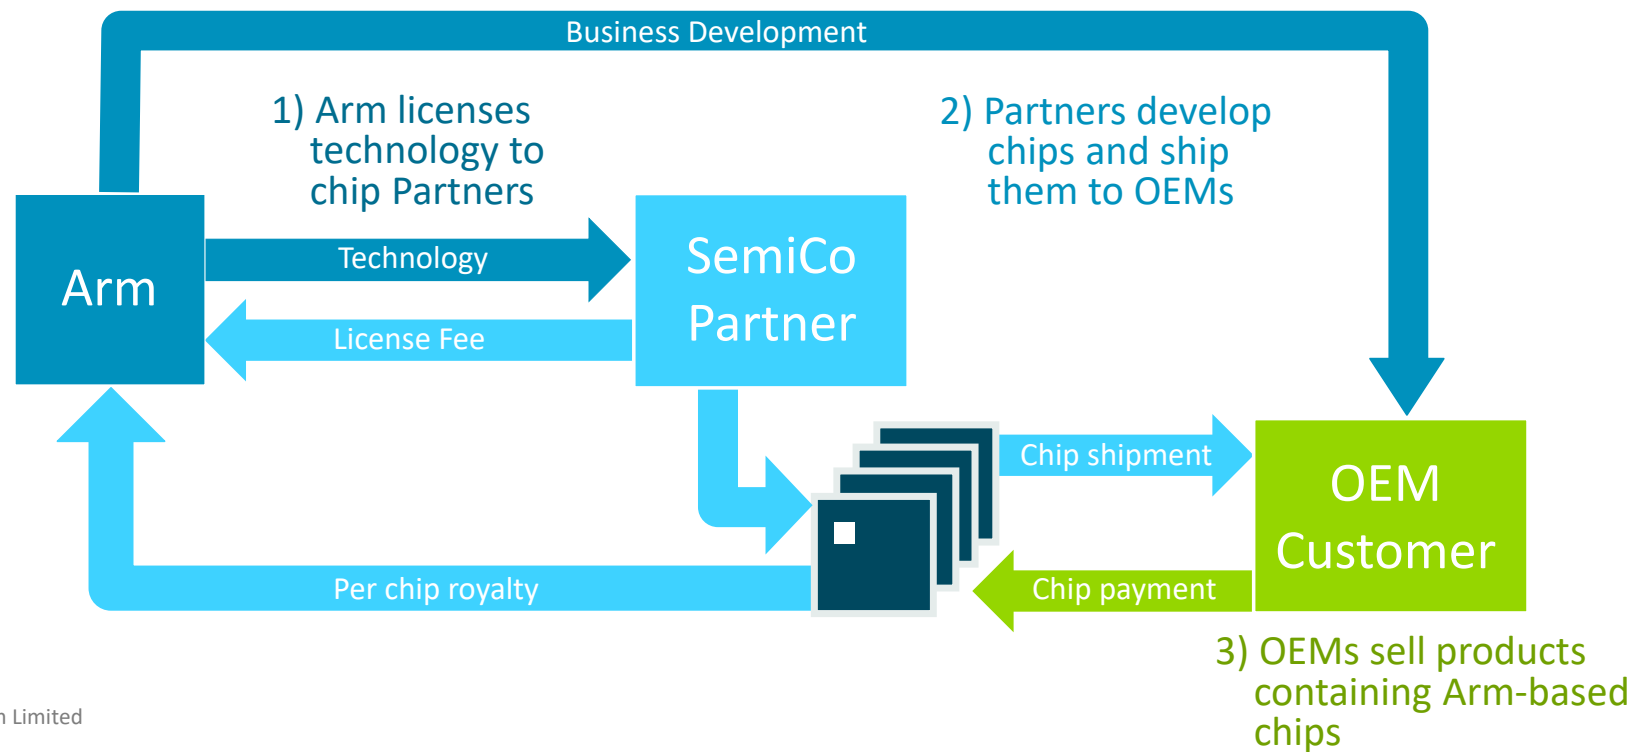 Business Development
1) Arm licenses
technology to
chip Partners
2) Partners develop
chips and ship
them to OEMs
Arm
Technology
License Fee
SemiCo
Partner
Chip shipment
OEM
Customer
Per chip royalty
Chip payment
3) OEMs sell products
containing Arm-based
chips
Limited